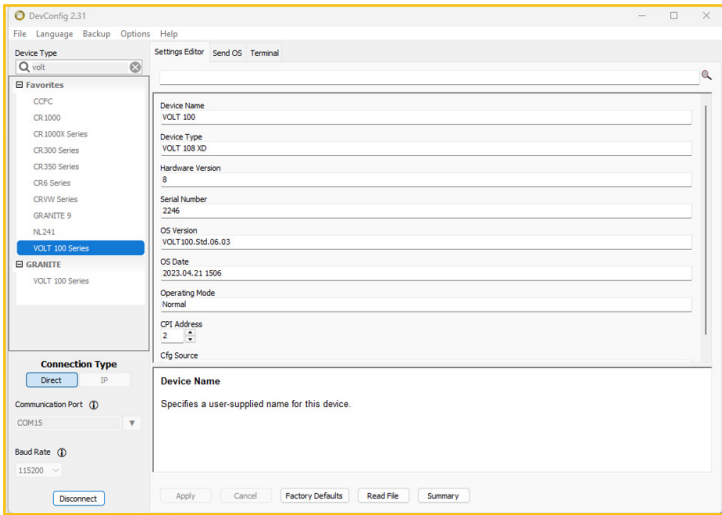 DevConfig 2.31
File Language Backup Options Help
Device Type
volt
Favorites
CCFC
CR1000
CR1000X Series
CR300 Series
CR350 Series
CR6 Series
CRVW Series
GRANITE 9
NL241
VOLT 100 Series
GRANITE
VOLT 100 Series
Connection Type
Direct IP
Communication Port
COM15
Baud Rate
115200
Disconnect
Settings Editor Send OS Terminal
Device Name
VOLT 100
Device Type
VOLT 108 XD
Hardware Version
8
Serial Number
2246
OS Version
VOLT100.Std.06.03
OS Date
2023.04.21 1506
Operating Mode
Normal
CPI Address
2
Cfg Source
Device Name
Specifies a user-supplied name for this device.
Apply Cancel Factory Defaults Read File Summary